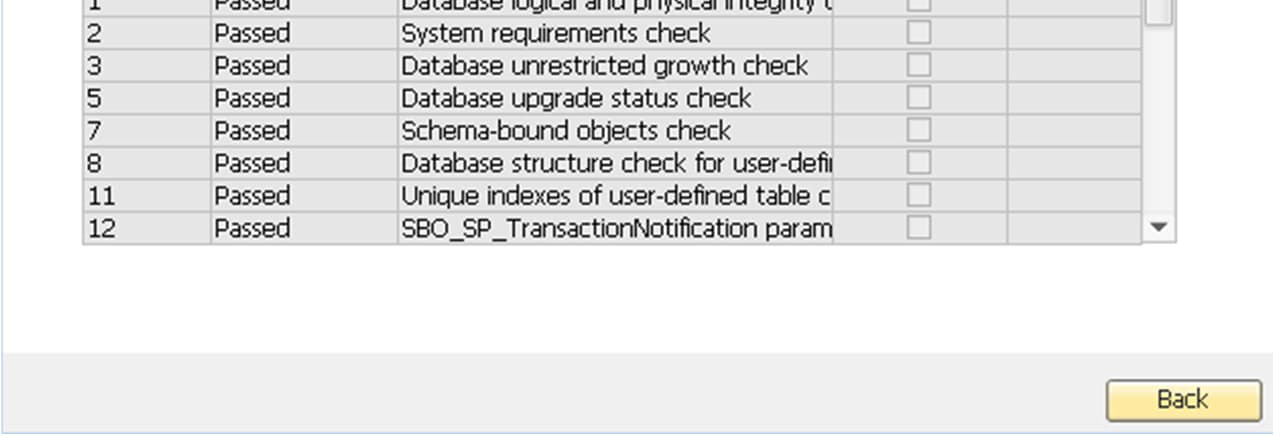 1 Passed Database logical and physical integrity
2 Passed System requirements check
3 Passed Database unrestricted growth check
5 Passed Database upgrade status check
7 Passed Schema-bound objects check
8 Passed Database structure check for user-defi
11 Passed Unique indexes of user-defined table c
12 Passed SBO_SP_TransactionNotification param
Back